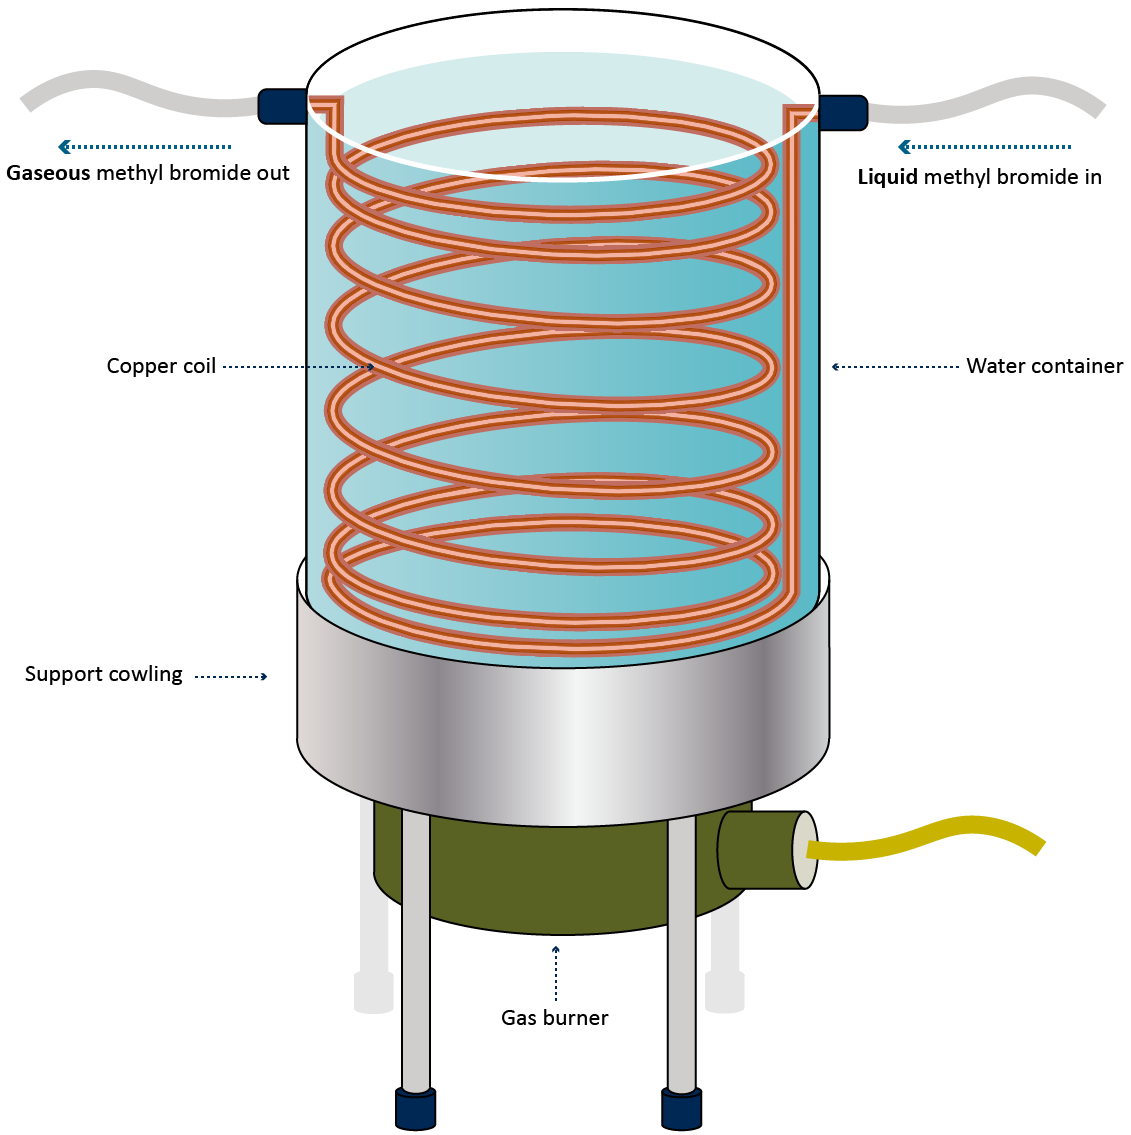 Gaseous methyl bromide out
Liquid methyl bromide in
Copper coil
Water container
Support cowling
Gas burner